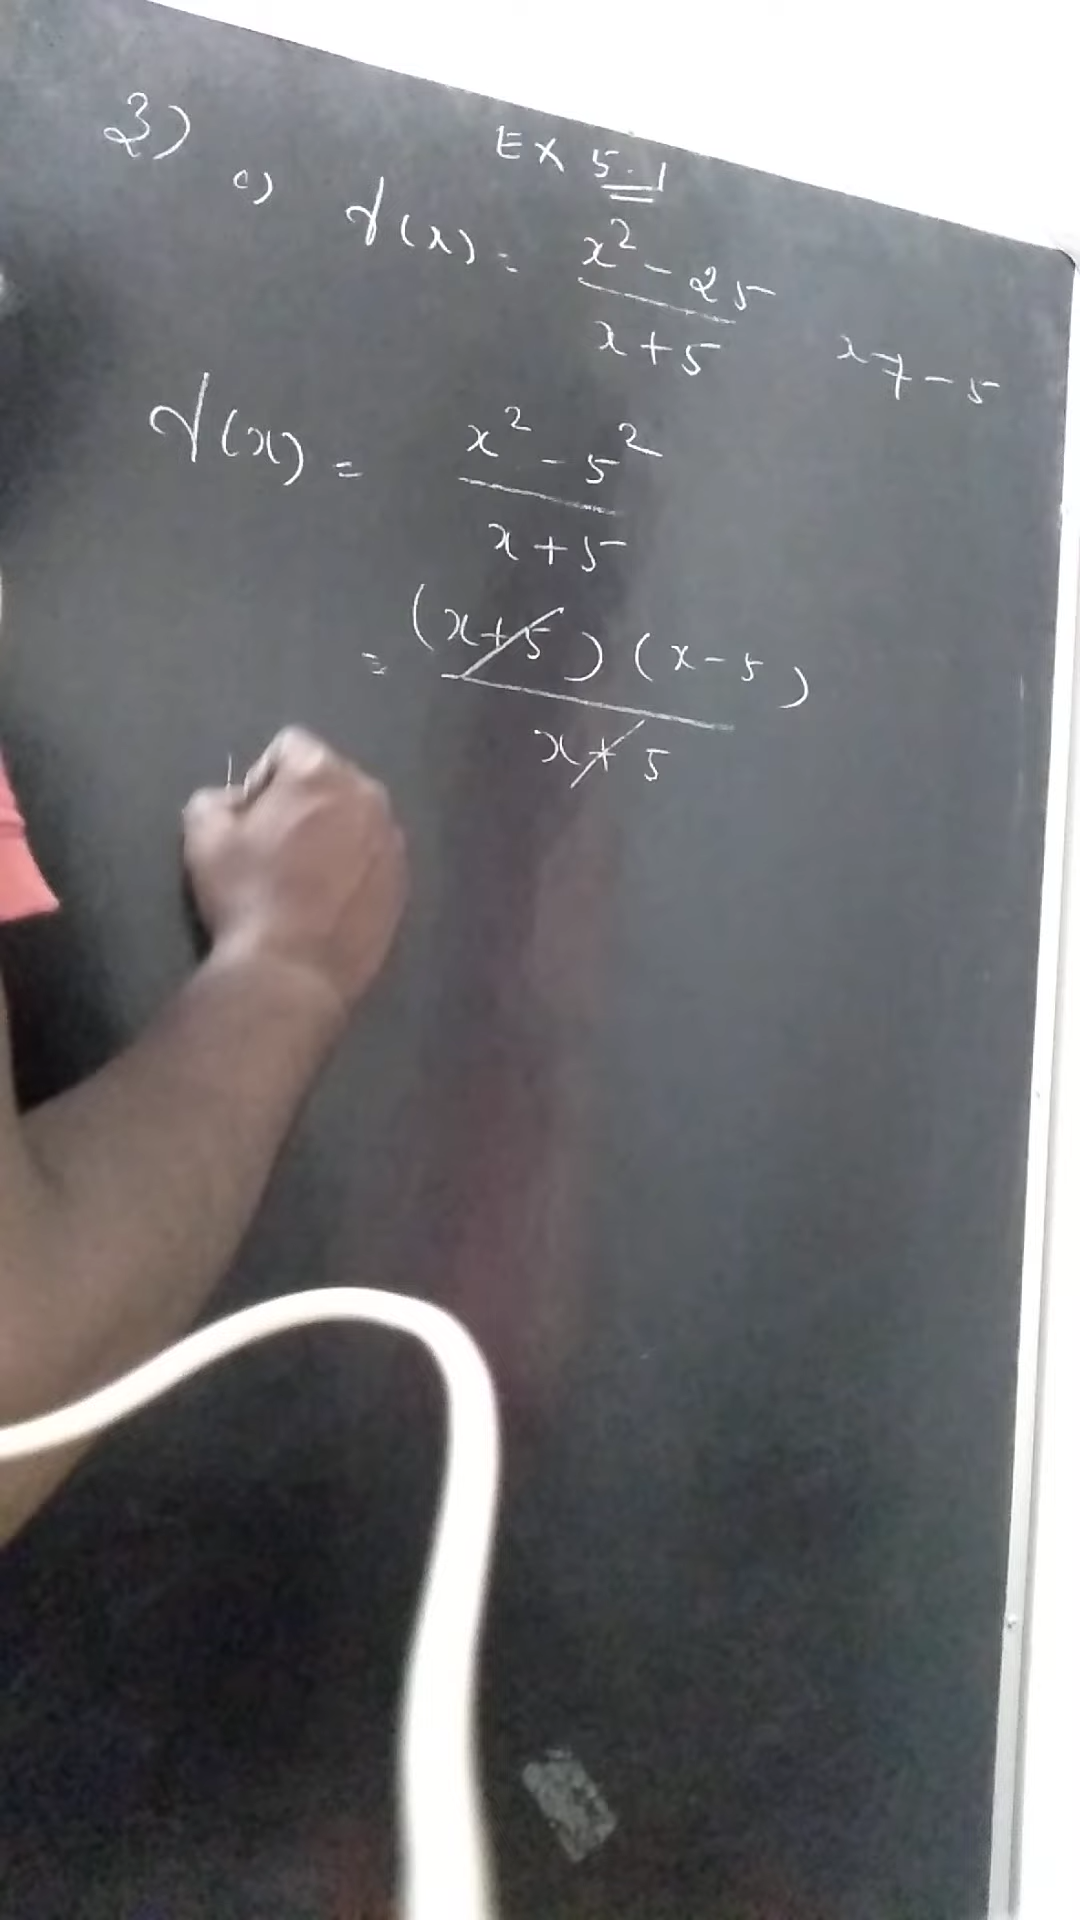 3)
EX 5.1
c) f(x) = x² - 25 / x + 5    x ≠ - 5
f(x) = x² - 5² / x + 5
= (x+5) (x-5) / x + 5